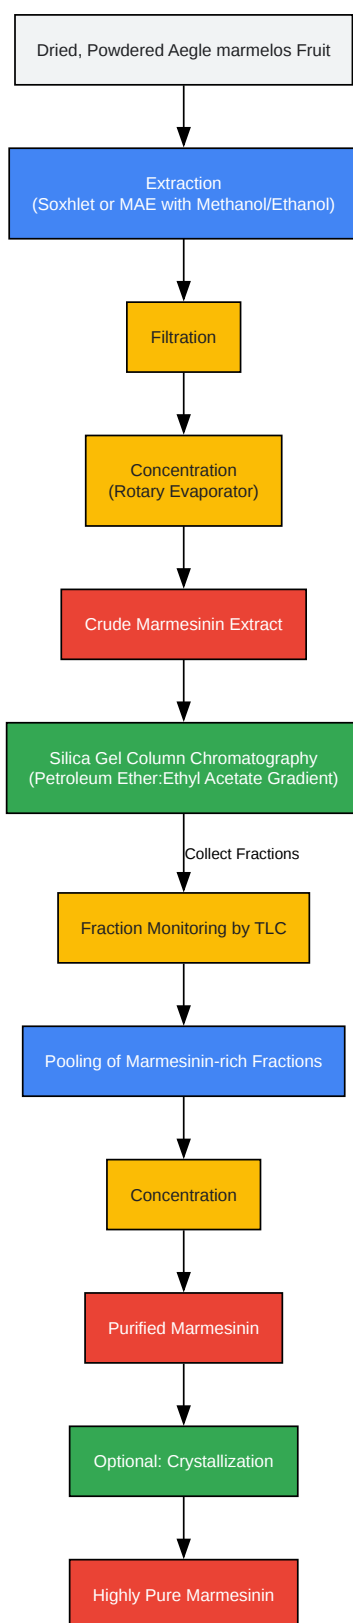 Dried, Powdered Aegle marmelos Fruit
Extraction
(Soxhlet or MAE with Methanol/Ethanol)
Filtration
Concentration
(Rotary Evaporator)
Crude Marmesinin Extract
Silica Gel Column Chromatography
(Petroleum Ether:Ethyl Acetate Gradient)
Collect Fractions
Fraction Monitoring by TLC
Pooling of Marmesinin-rich Fractions
Concentration
Purified Marmesinin
Optional: Crystallization
Highly Pure Marmesinin